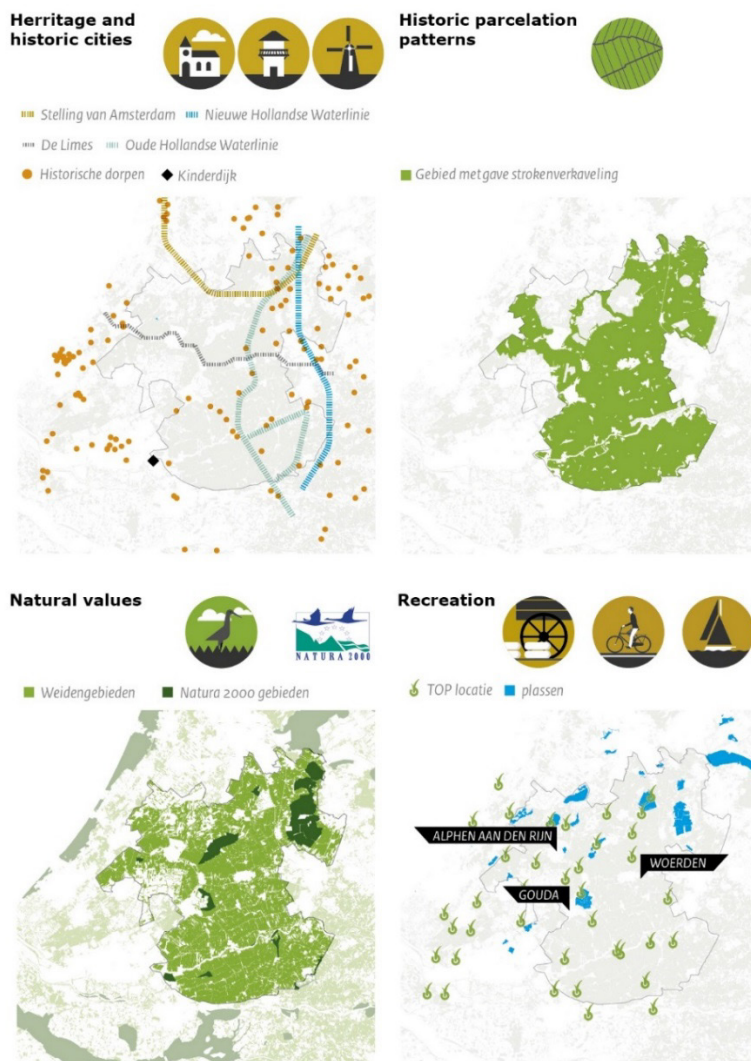 Herritage and
historic cities
Stelling van Amsterdam
Nieuwe Hollandse Waterlinie
De Limes
Oude Hollandse Waterlinie
Historische dorpen
Kinderdijk
Historic parcelation
patterns
Gebied met gave strokenverkaveling
Natural values
NATURA 2000
Weidengebieden
Natura 2000 gebieden
Recreation
TOP locatie
plassen
ALPHEN AAN DEN RIJN
WOERDEN
GOUDA